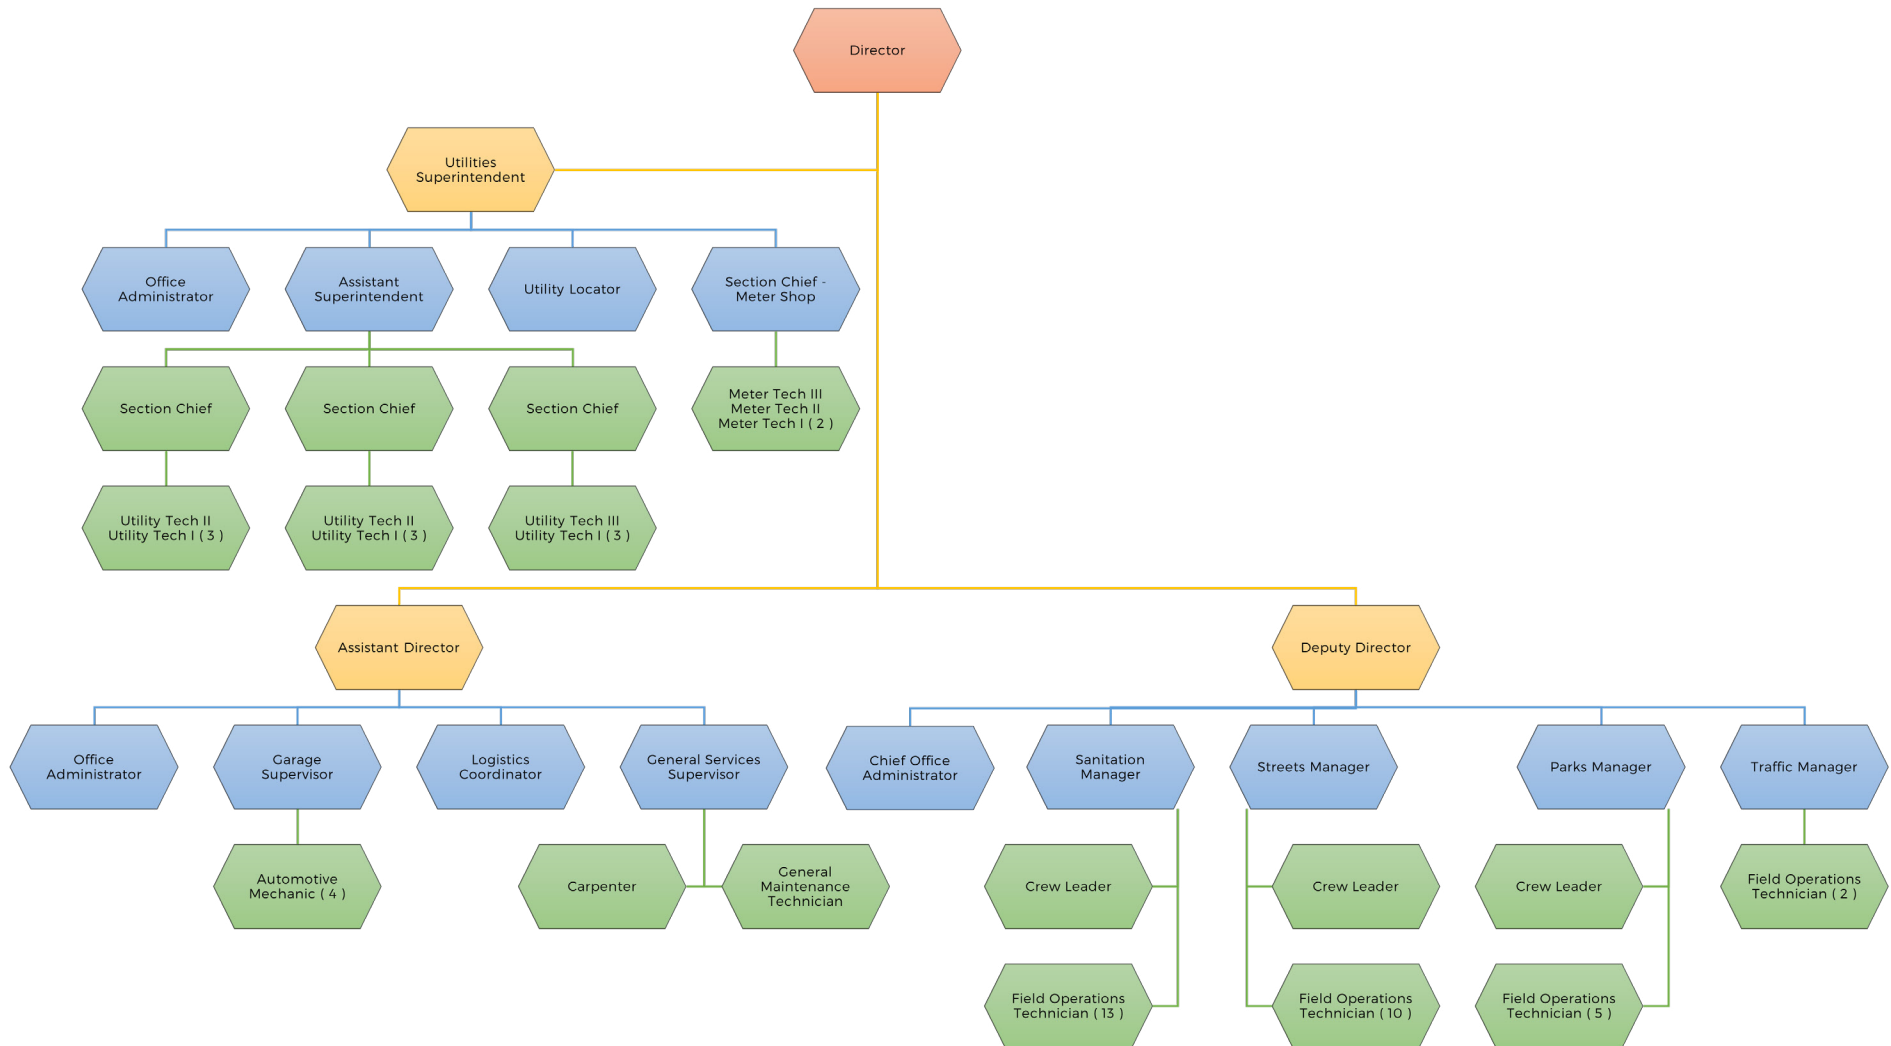 Director
Utilities
Superintendent
Office
Administrator
Assistant
Superintendent
Utility Locator
Section Chief -
Meter Shop
Section Chief
Section Chief
Section Chief
Meter Tech III
Meter Tech II
Meter Tech I ( 2 )
Utility Tech II
Utility Tech I ( 3 )
Utility Tech II
Utility Tech I ( 3 )
Utility Tech III
Utility Tech I ( 3 )
Assistant Director
Deputy Director
Office
Administrator
Garage
Supervisor
Logistics
Coordinator
General Services
Supervisor
Chief Office
Administrator
Sanitation
Manager
Streets Manager
Parks Manager
Traffic Manager
Automotive
Mechanic ( 4 )
Carpenter
General
Maintenance
Technician
Crew Leader
Crew Leader
Crew Leader
Field Operations
Technician ( 2 )
Field Operations
Technician ( 13 )
Field Operations
Technician ( 10 )
Field Operations
Technician ( 5 )